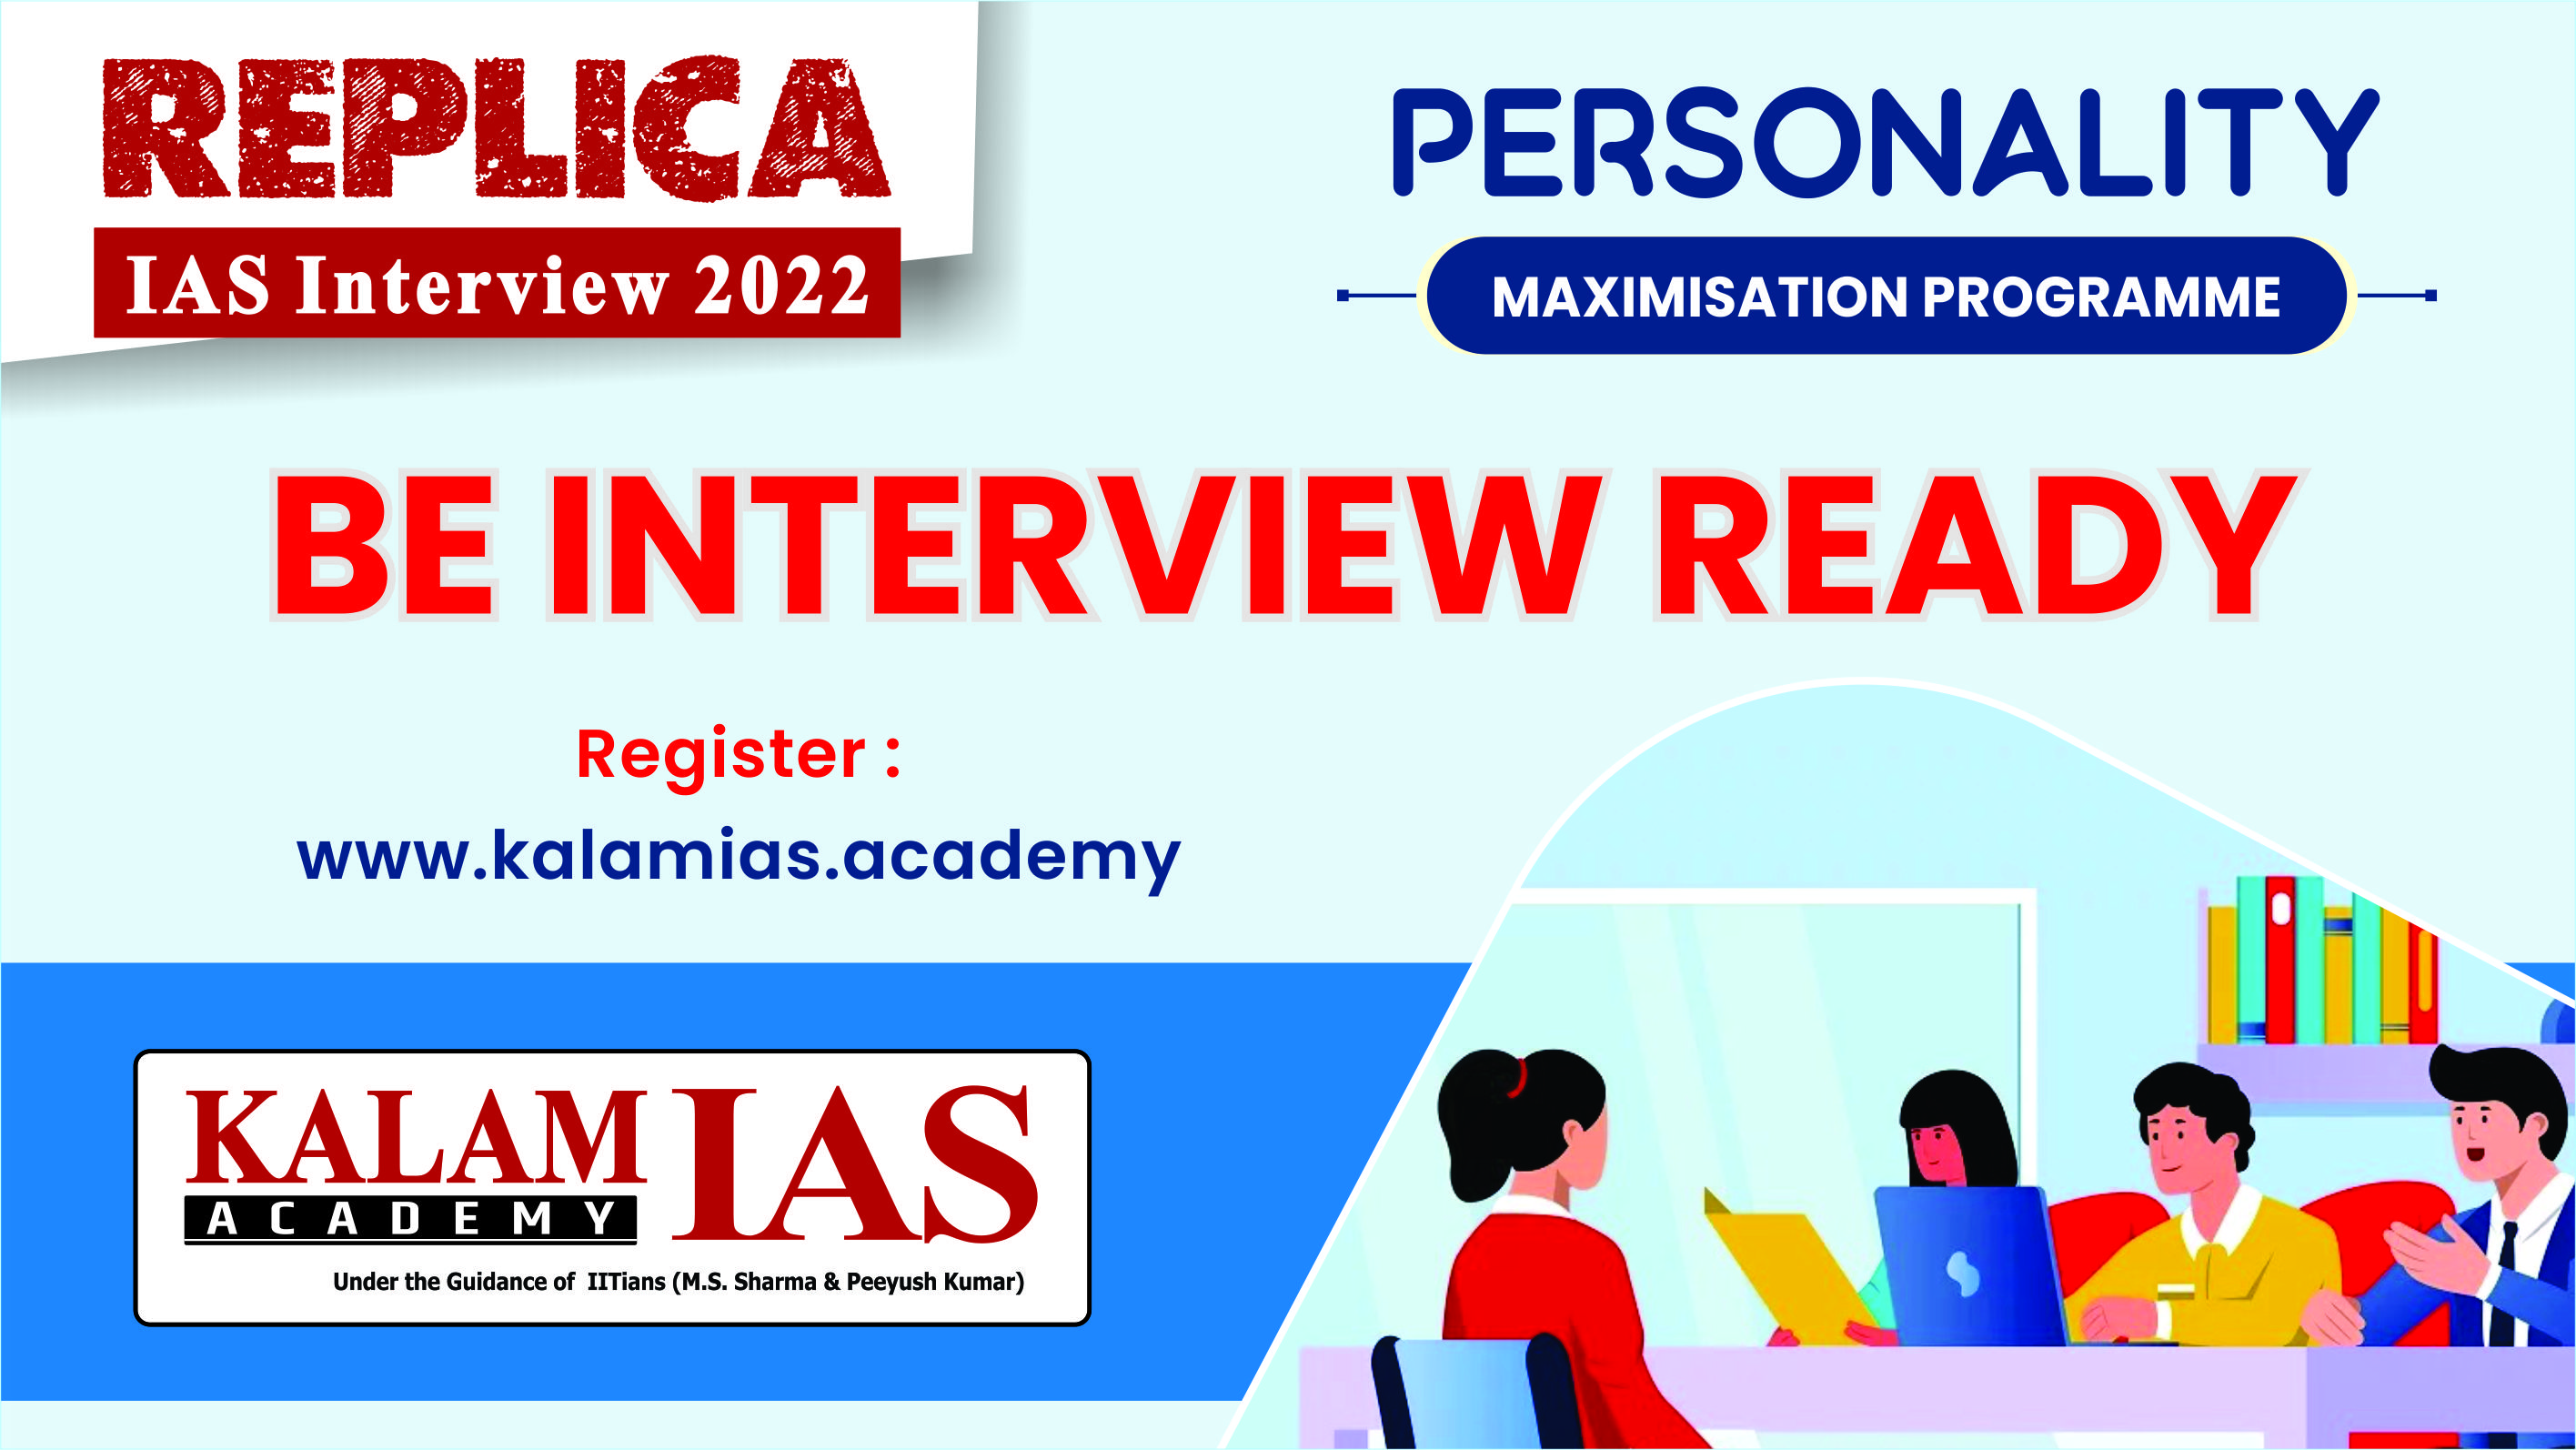 REPLICA
IAS Interview 2022
PERSONALITY
MAXIMISATION PROGRAMME
BE INTERVIEW READY
Register :
www.kalamias.academy
KALAM IAS
ACADEMY
Under the Guidance of IITians (M.S. Sharma & Peeyush Kumar)